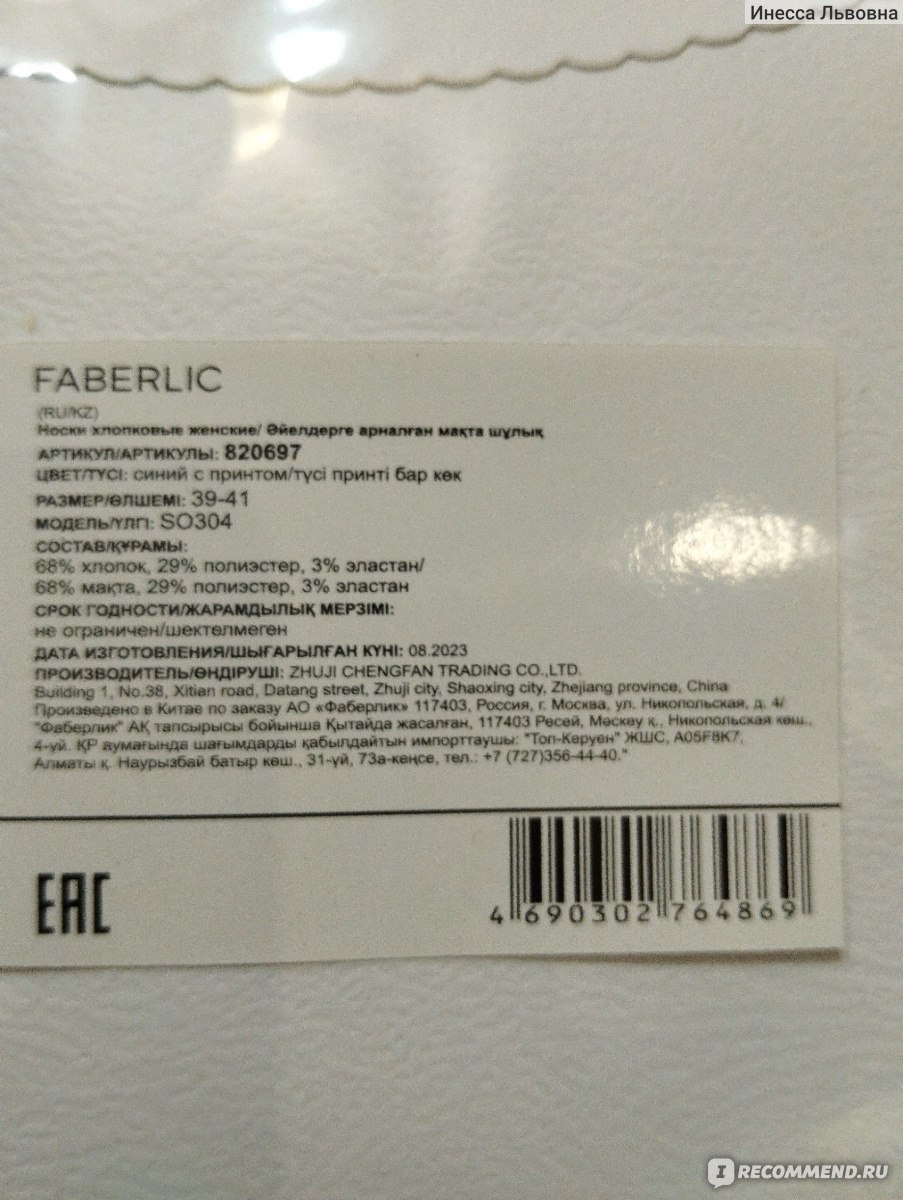 Инесса Львовна
FABERLIC
(RU/KZ)
Носки хлопковые женские/ Әйелдерге арналған мақта шұлық
АРТИКУЛ/АРТИКУЛЫ: 820697
ЦВЕТ/ТҮСІ: синий с принтом/түсі принті бар көк
РАЗМЕР/ӨЛШЕМІ: 39-41
МОДЕЛЬ/ҮЛГІ: SO304
СОСТАВ/ҚҰРАМЫ:
68% хлопок, 29% полиэстер, 3% эластан/
68% мақта, 29% полиэстер, 3% эластан
СРОК ГОДНОСТИ/ЖАРАМДЫЛЫҚ МЕРЗІМІ:
не ограничен/шектелмеген
ДАТА ИЗГОТОВЛЕНИЯ/ШЫҒАРЫЛҒАН КҮНІ: 08.2023
ПРОИЗВОДИТЕЛЬ/ӨНДІРУШІ: ZHUJI CHENGFAN TRADING CO.,LTD.
Building 1, No.38, Xitian road, Datang street, Zhuji city, Shaoxing city, Zhejiang province, China
Произведено в Китае по заказу АО «Фаберлик» 117403, Россия, г. Москва, ул. Никопольская, д. 4/
"Фаберлик" АҚ тапсырысы бойынша Қытайда жасалған, 117403 Ресей, Мәскеу қ., Никопольская көш.,
4-үй. ҚР аумағында шағымдарды қабылдайтын импорттаушы: "Топ-Керуен" ЖШС, A05F8K7,
Алматы қ. Наурызбай батыр көш., 31-үй, 73а-кеңсе, тел.: +7 (727)356-44-40."
EAC
4 690302 764869
IRECOMMEND.RU